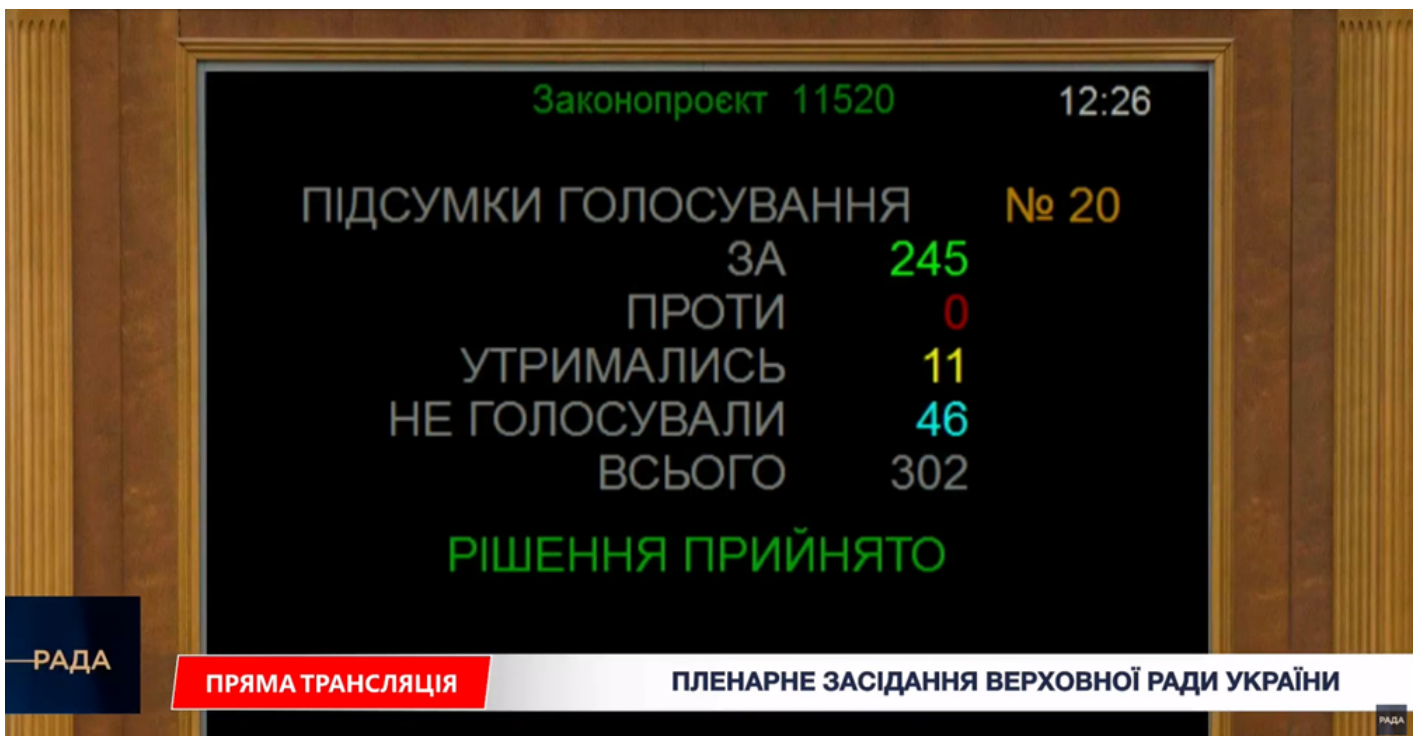 Законопроєкт 11520 12:26
ПІДСУМКИ ГОЛОСУВАННЯ № 20
ЗА 245
ПРОТИ 0
УТРИМАЛИСЬ 11
НЕ ГОЛОСУВАЛИ 46
ВСЬОГО 302
РІШЕННЯ ПРИЙНЯТО
РАДА
ПРЯМА ТРАНСЛЯЦІЯ ПЛЕНАРНЕ ЗАСІДАННЯ ВЕРХОВНОЇ РАДИ УКРАЇНИ
РАДА